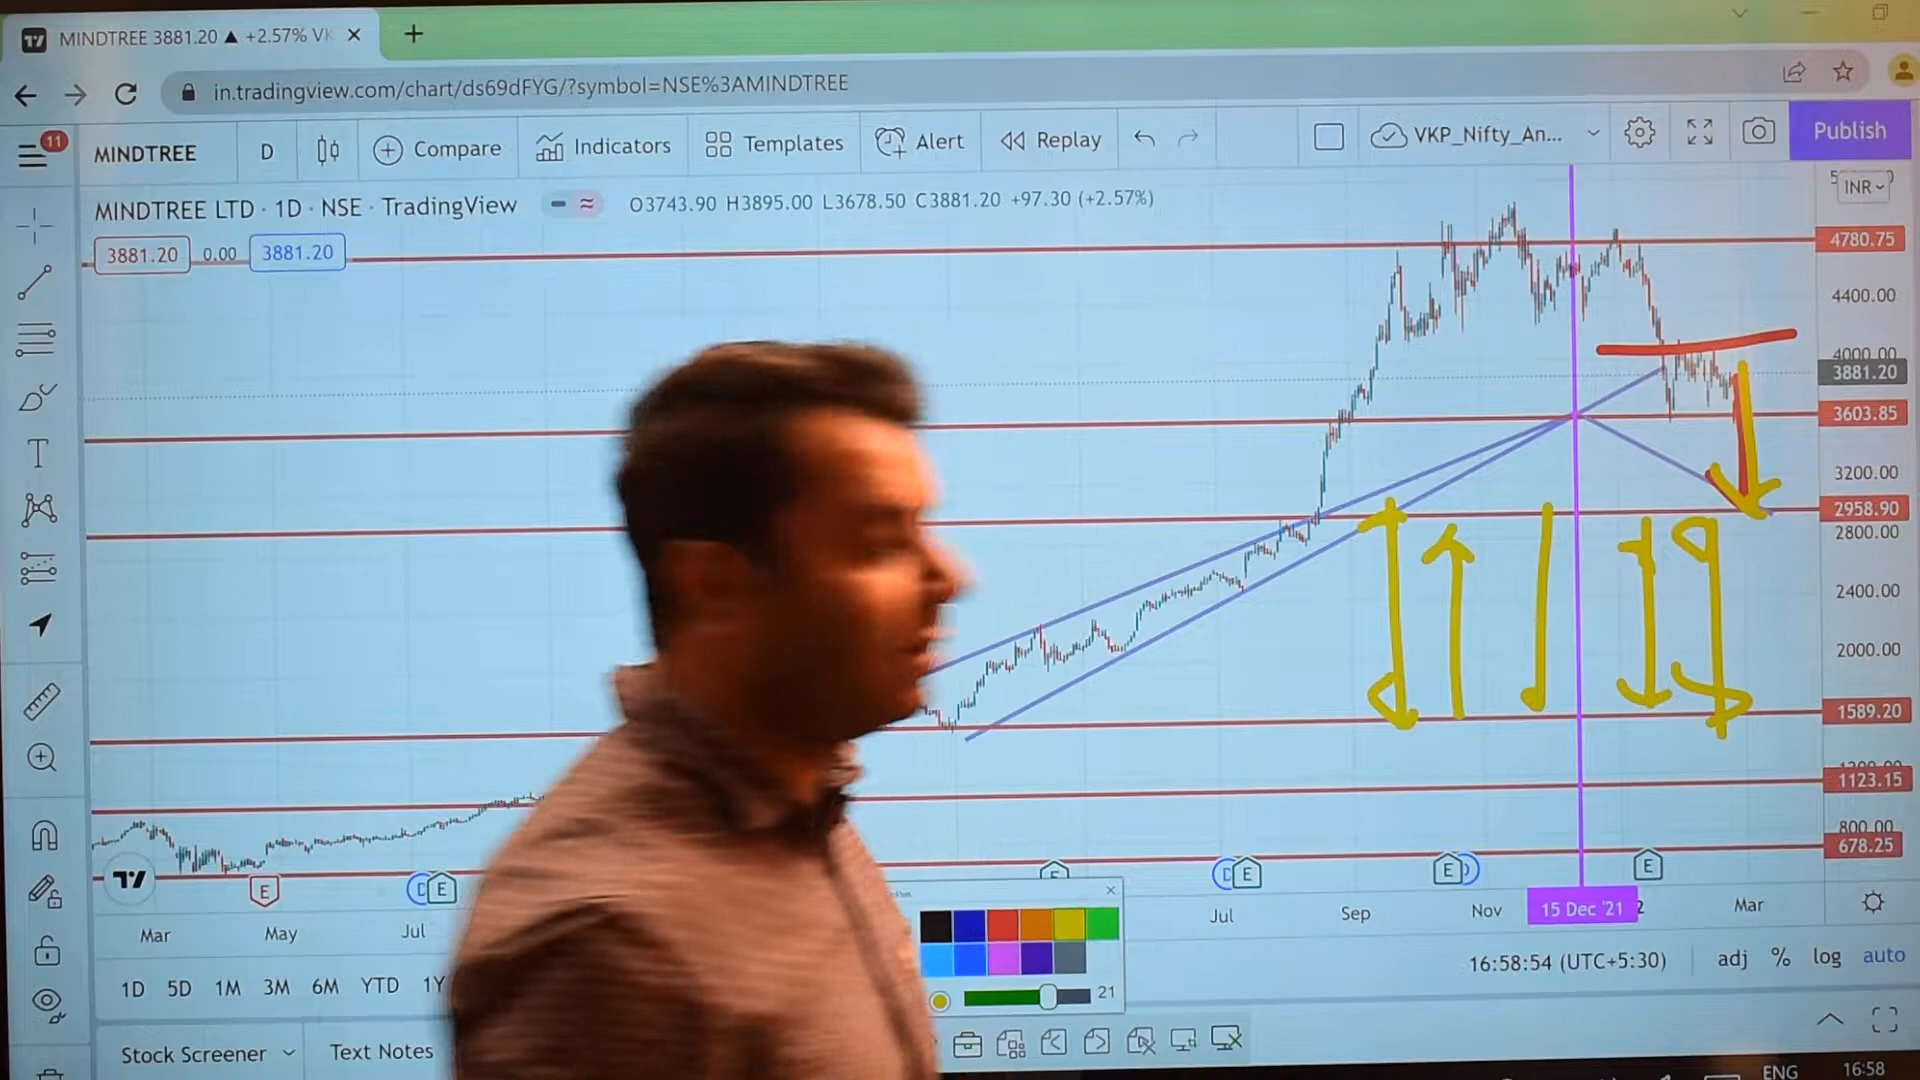 MINDTREE 3881.20 ▲ +2.57% VK
in.tradingview.com/chart/ds69dFYG/?symbol=NSE%3AMINDTREE
11
MINDTREE D Compare Indicators Templates Alert Replay VKP_Nifty_An... Publish
MINDTREE LTD · 1D · NSE · TradingView O3743.90 H3895.00 L3678.50 C3881.20 +97.30 (+2.57%)
INR
3881.20 0.00 3881.20
4780.75
4400.00
4000.00
3881.20
3603.85
3200.00
2958.90
2800.00
2400.00
2000.00
1589.20
1123.15
800.00
678.25
E D E E D E E E
Mar May Jul Jul Sep Nov 15 Dec '21 Mar
1D 5D 1M 3M 6M YTD 1Y
16:58:54 (UTC+5:30) adj % log auto
21
Stock Screener Text Notes
ENG 16:58